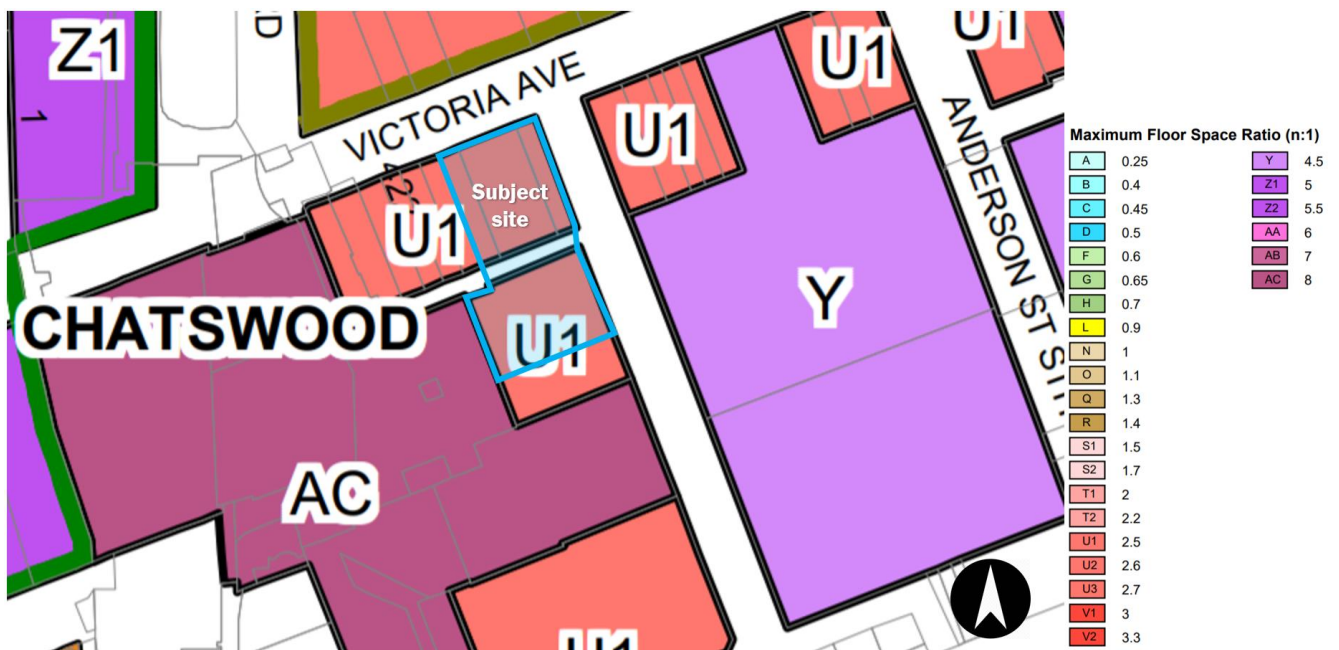 Z1
1
U1
U1
VICTORIA AVE
U1
Subject
site
U1
ANDERSON ST
Y
CHATSWOOD
U1
AC
U1
Maximum Floor Space Ratio (n:1)
A 0.25
B 0.4
C 0.45
D 0.5
F 0.6
G 0.65
H 0.7
L 0.9
N 1
O 1.1
Q 1.3
R 1.4
S1 1.5
S2 1.7
T1 2
T2 2.2
U1 2.5
U2 2.6
U3 2.7
V1 3
V2 3.3
Y 4.5
Z1 5
Z2 5.5
AA 6
AB 7
AC 8